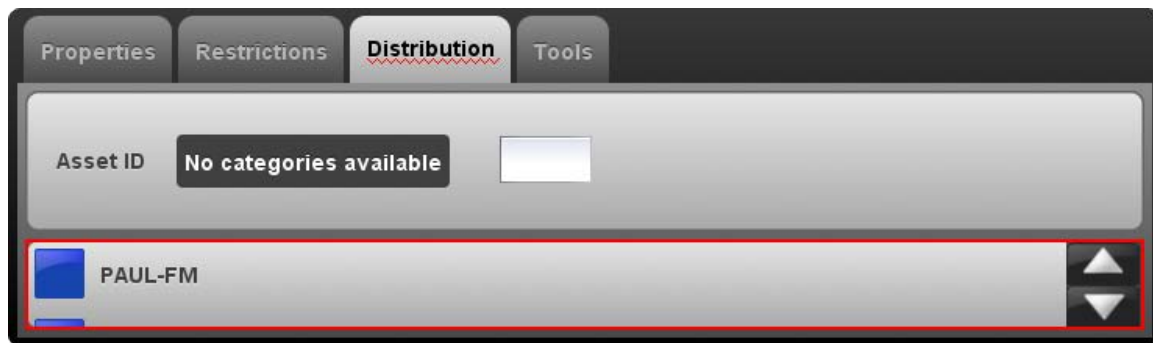 Properties Restrictions Distribution Tools
Asset ID No categories available
PAUL-FM